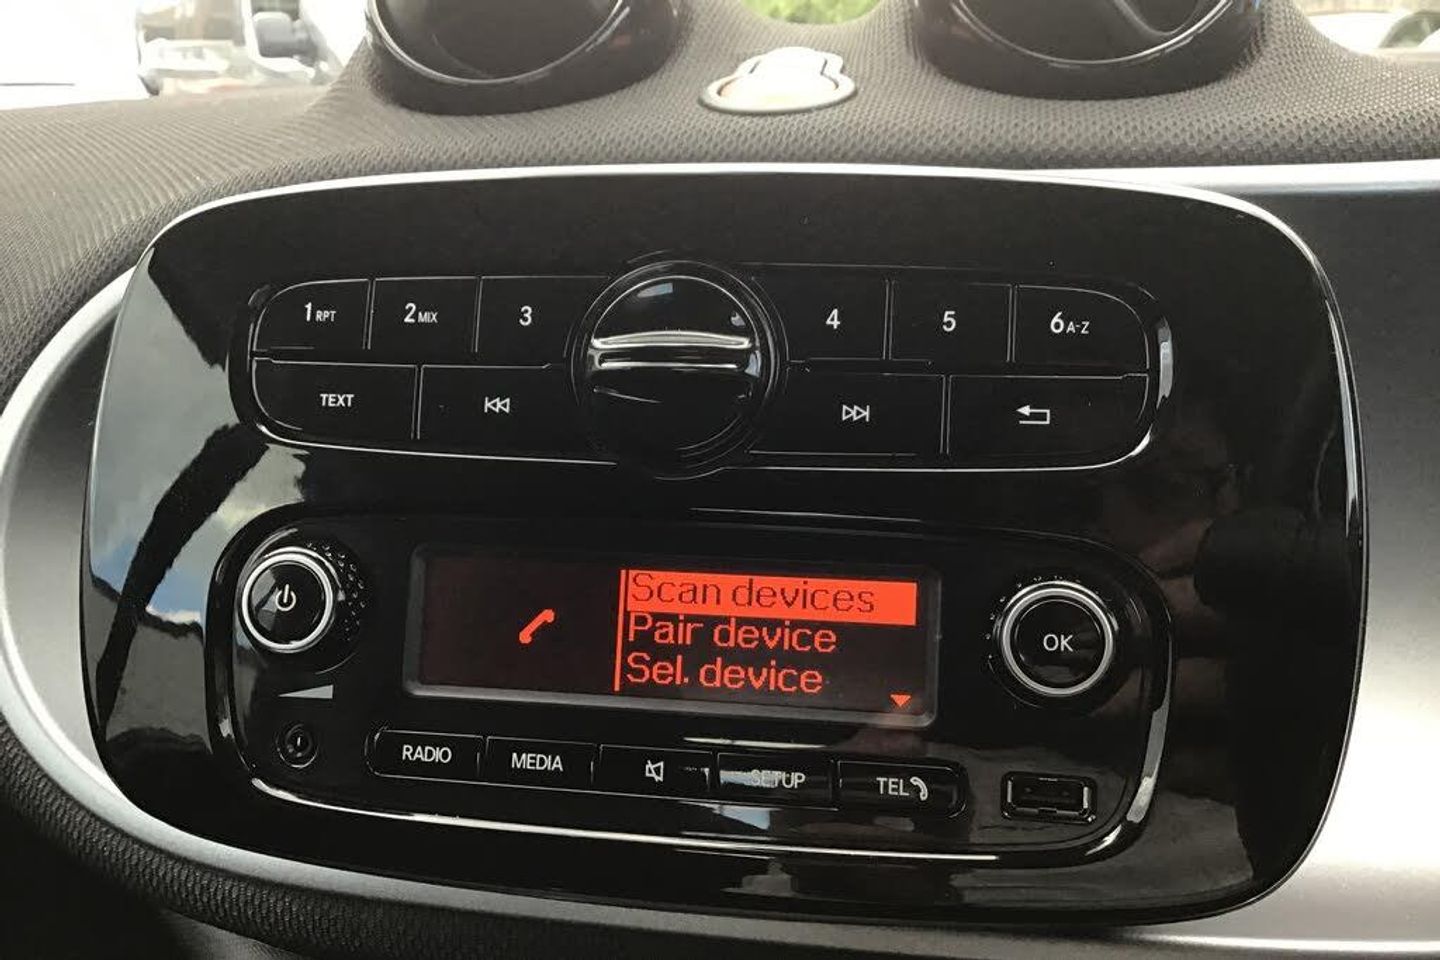 1 RPT
2 MIX
3
4
5
6 A-Z
TEXT
Scan devices
Pair device
Sel. device
OK
RADIO
MEDIA
SETUP
TEL